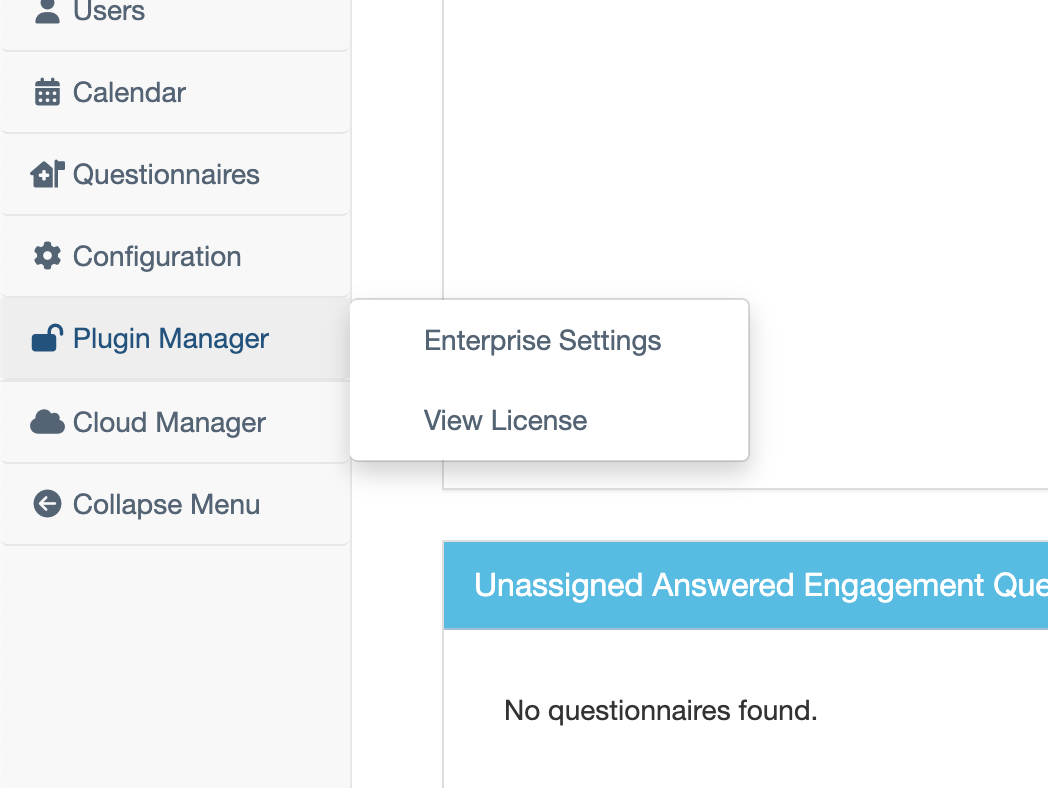 Users
Calendar
Questionnaires
Configuration
Plugin Manager
Enterprise Settings
View License
Cloud Manager
Collapse Menu
Unassigned Answered Engagement Que
No questionnaires found.